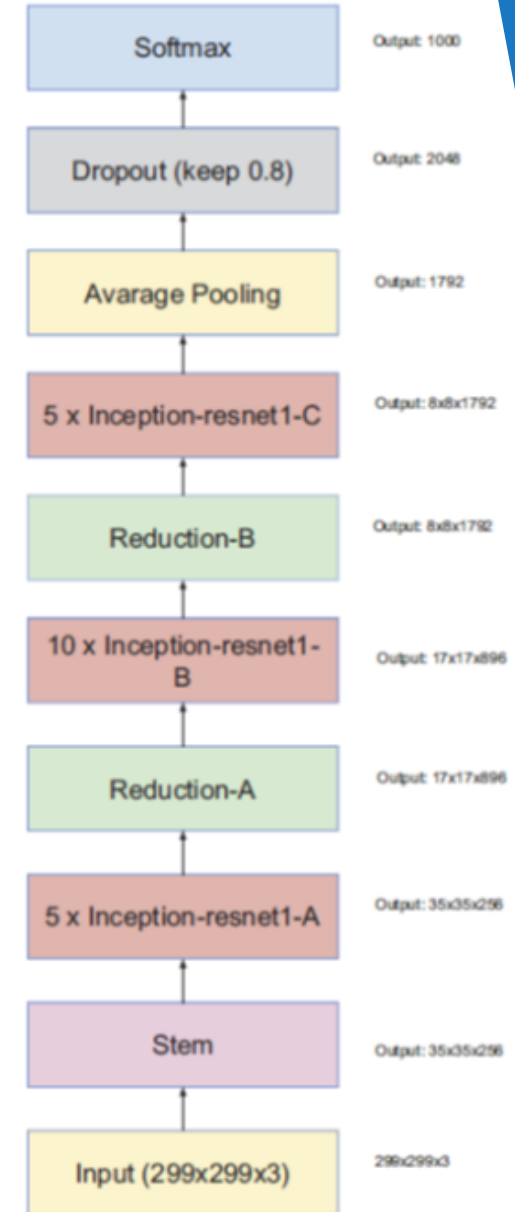 Softmax
Output: 1000
Dropout (keep 0.8)
Output: 2048
Avarage Pooling
Output: 1792
5 x Inception-resnet1-C
Output: 8x8x1792
Reduction-B
Output: 8x8x1792
10 x Inception-resnet1-
B
Output: 17x17x896
Reduction-A
Output: 17x17x896
5 x Inception-resnet1-A
Output: 35x35x256
Stem
Output: 35x35x256
Input (299x299x3)
299x299x3